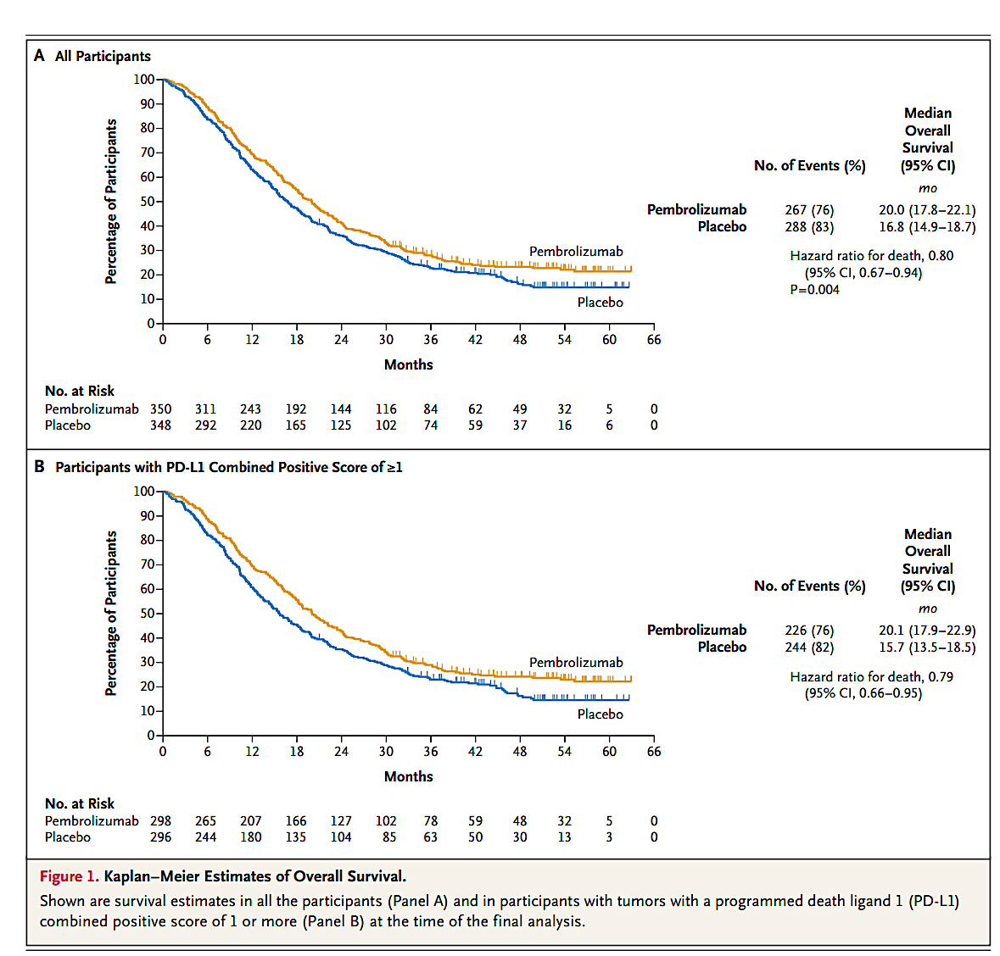 A All Participants
Percentage of Participants
100
90
80
70
60
50
40
30
20
10
0
Pembrolizumab
Placebo
0 6 12 18 24 30 36 42 48 54 60 66
Months
No. of Events (%)
Median
Overall
Survival
(95% CI)
mo
Pembrolizumab 267 (76) 20.0 (17.8–22.1)
Placebo 288 (83) 16.8 (14.9–18.7)
Hazard ratio for death, 0.80
(95% CI, 0.67–0.94)
P=0.004
No. at Risk
Pembrolizumab 350 311 243 192 144 116 84 62 49 32 5 0
Placebo 348 292 220 165 125 102 74 59 37 16 6 0
B Participants with PD-L1 Combined Positive Score of ≥1
Percentage of Participants
100
90
80
70
60
50
40
30
20
10
0
Pembrolizumab
Placebo
0 6 12 18 24 30 36 42 48 54 60 66
Months
No. of Events (%)
Median
Overall
Survival
(95% CI)
mo
Pembrolizumab 226 (76) 20.1 (17.9–22.9)
Placebo 244 (82) 15.7 (13.5–18.5)
Hazard ratio for death, 0.79
(95% CI, 0.66–0.95)
No. at Risk
Pembrolizumab 298 265 207 166 127 102 78 59 48 32 5 0
Placebo 296 244 180 135 104 85 63 50 30 13 3 0
Figure 1. Kaplan–Meier Estimates of Overall Survival.
Shown are survival estimates in all the participants (Panel A) and in participants with tumors with a programmed death ligand 1 (PD-L1)
combined positive score of 1 or more (Panel B) at the time of the final analysis.